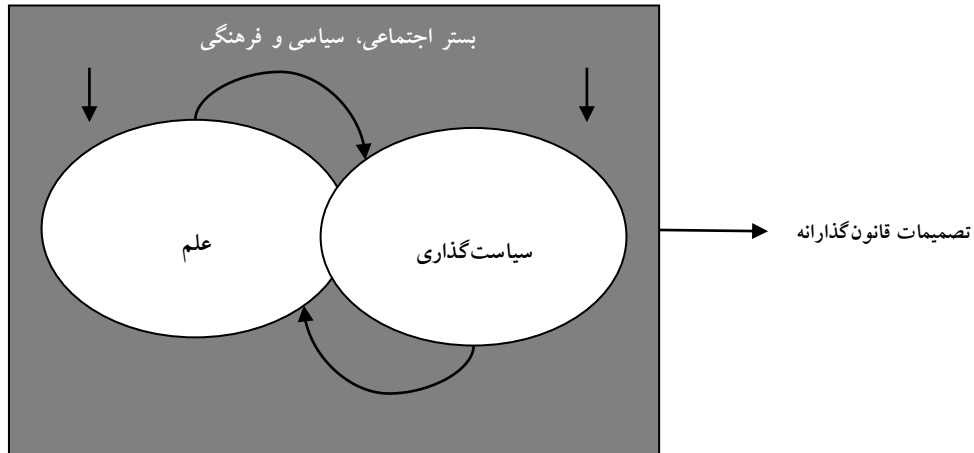 بستر اجتماعی، سیاسی و فرهنگی
علم
سیاست‌گذاری
تصمیمات قانون‌گذارانه